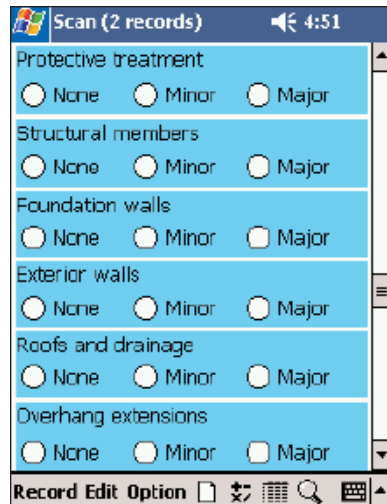 Scan (2 records) 4:51
Protective treatment
None Minor Major
Structural members
None Minor Major
Foundation walls
None Minor Major
Exterior walls
None Minor Major
Roofs and drainage
None Minor Major
Overhang extensions
None Minor Major
Record Edit Option